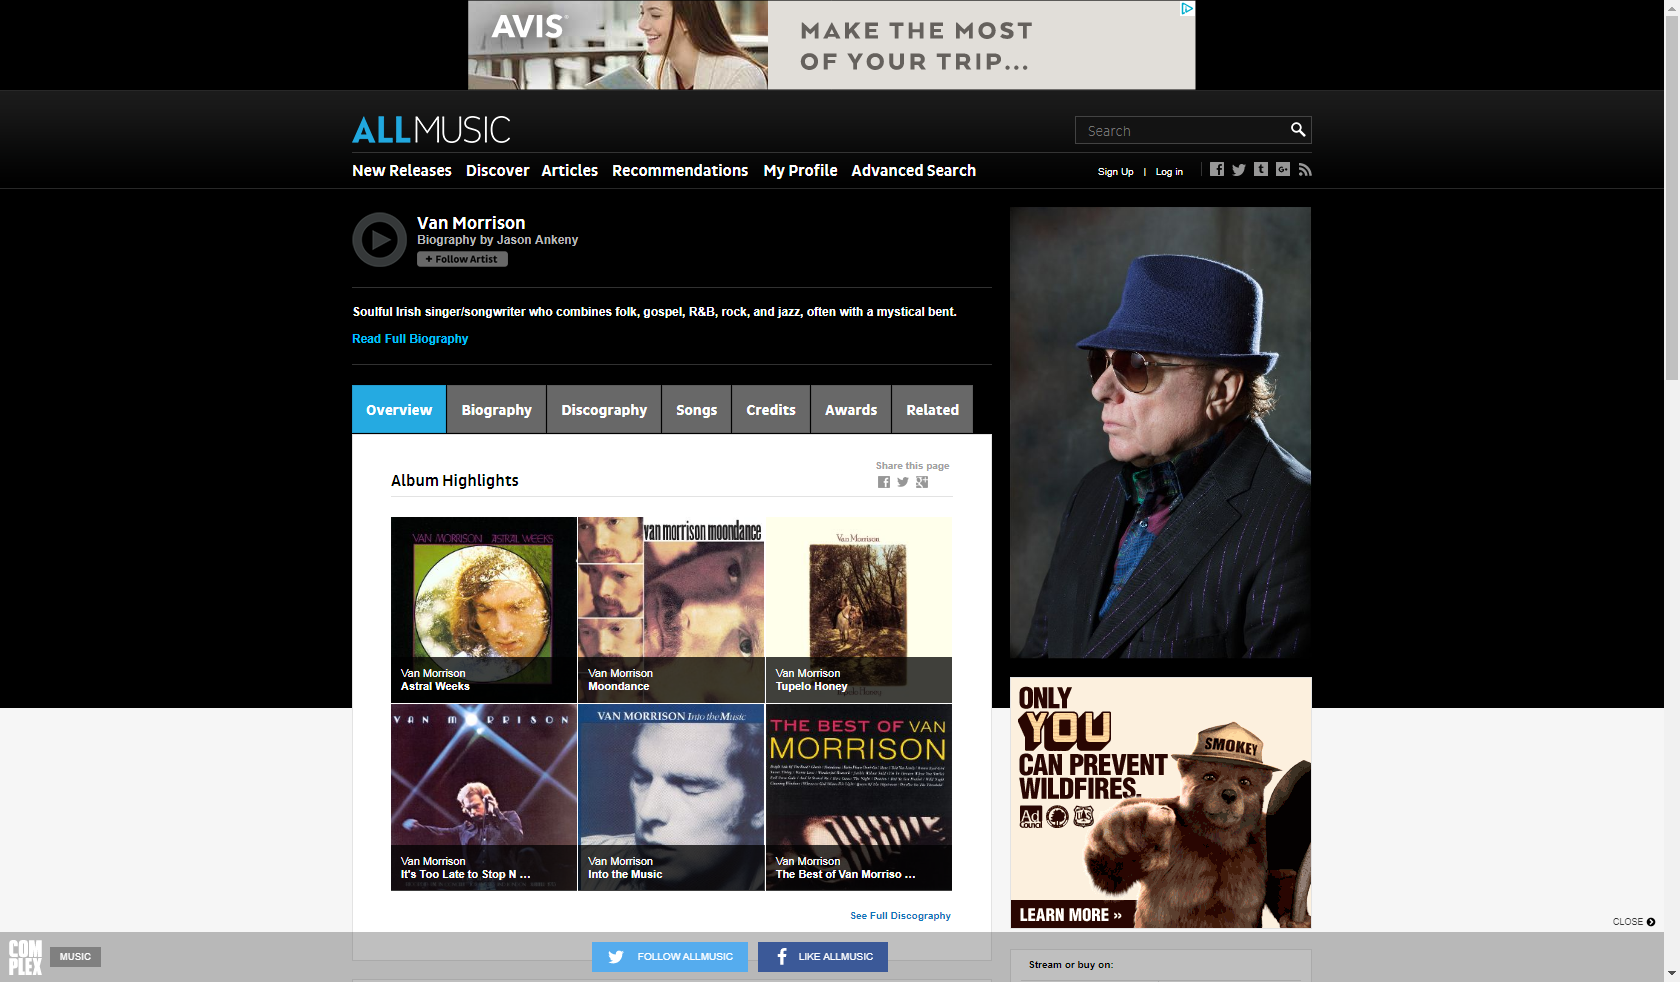 AVIS
MAKE THE MOST
OF YOUR TRIP...
ALLMUSIC
Search
New Releases Discover Articles Recommendations My Profile Advanced Search
Sign Up | Log in
Van Morrison
Biography by Jason Ankeny
+ Follow Artist
Soulful Irish singer/songwriter who combines folk, gospel, R&B, rock, and jazz, often with a mystical bent.
Read Full Biography
Overview Biography Discography Songs Credits Awards Related
Share this page
Album Highlights
VAN MORRISON ASTRAL WEEKS
van morrison moondance
Van Morrison
Van Morrison
Astral Weeks
Van Morrison
Moondance
Van Morrison
Tupelo Honey
Tupelo Honey
VAN MORRISON
VAN MORRISON Into the Music
THE BEST OF VAN
MORRISON
Van Morrison
It's Too Late to Stop N ...
Van Morrison
Into the Music
Van Morrison
The Best of Van Morriso ...
See Full Discography
ONLY
YOU
CAN PREVENT
WILDFIRES.
SMOKEY
Ad
Council
US
LEARN MORE »
CLOSE
COM
PLEX
MUSIC
FOLLOW ALLMUSIC
LIKE ALLMUSIC
Stream or buy on: